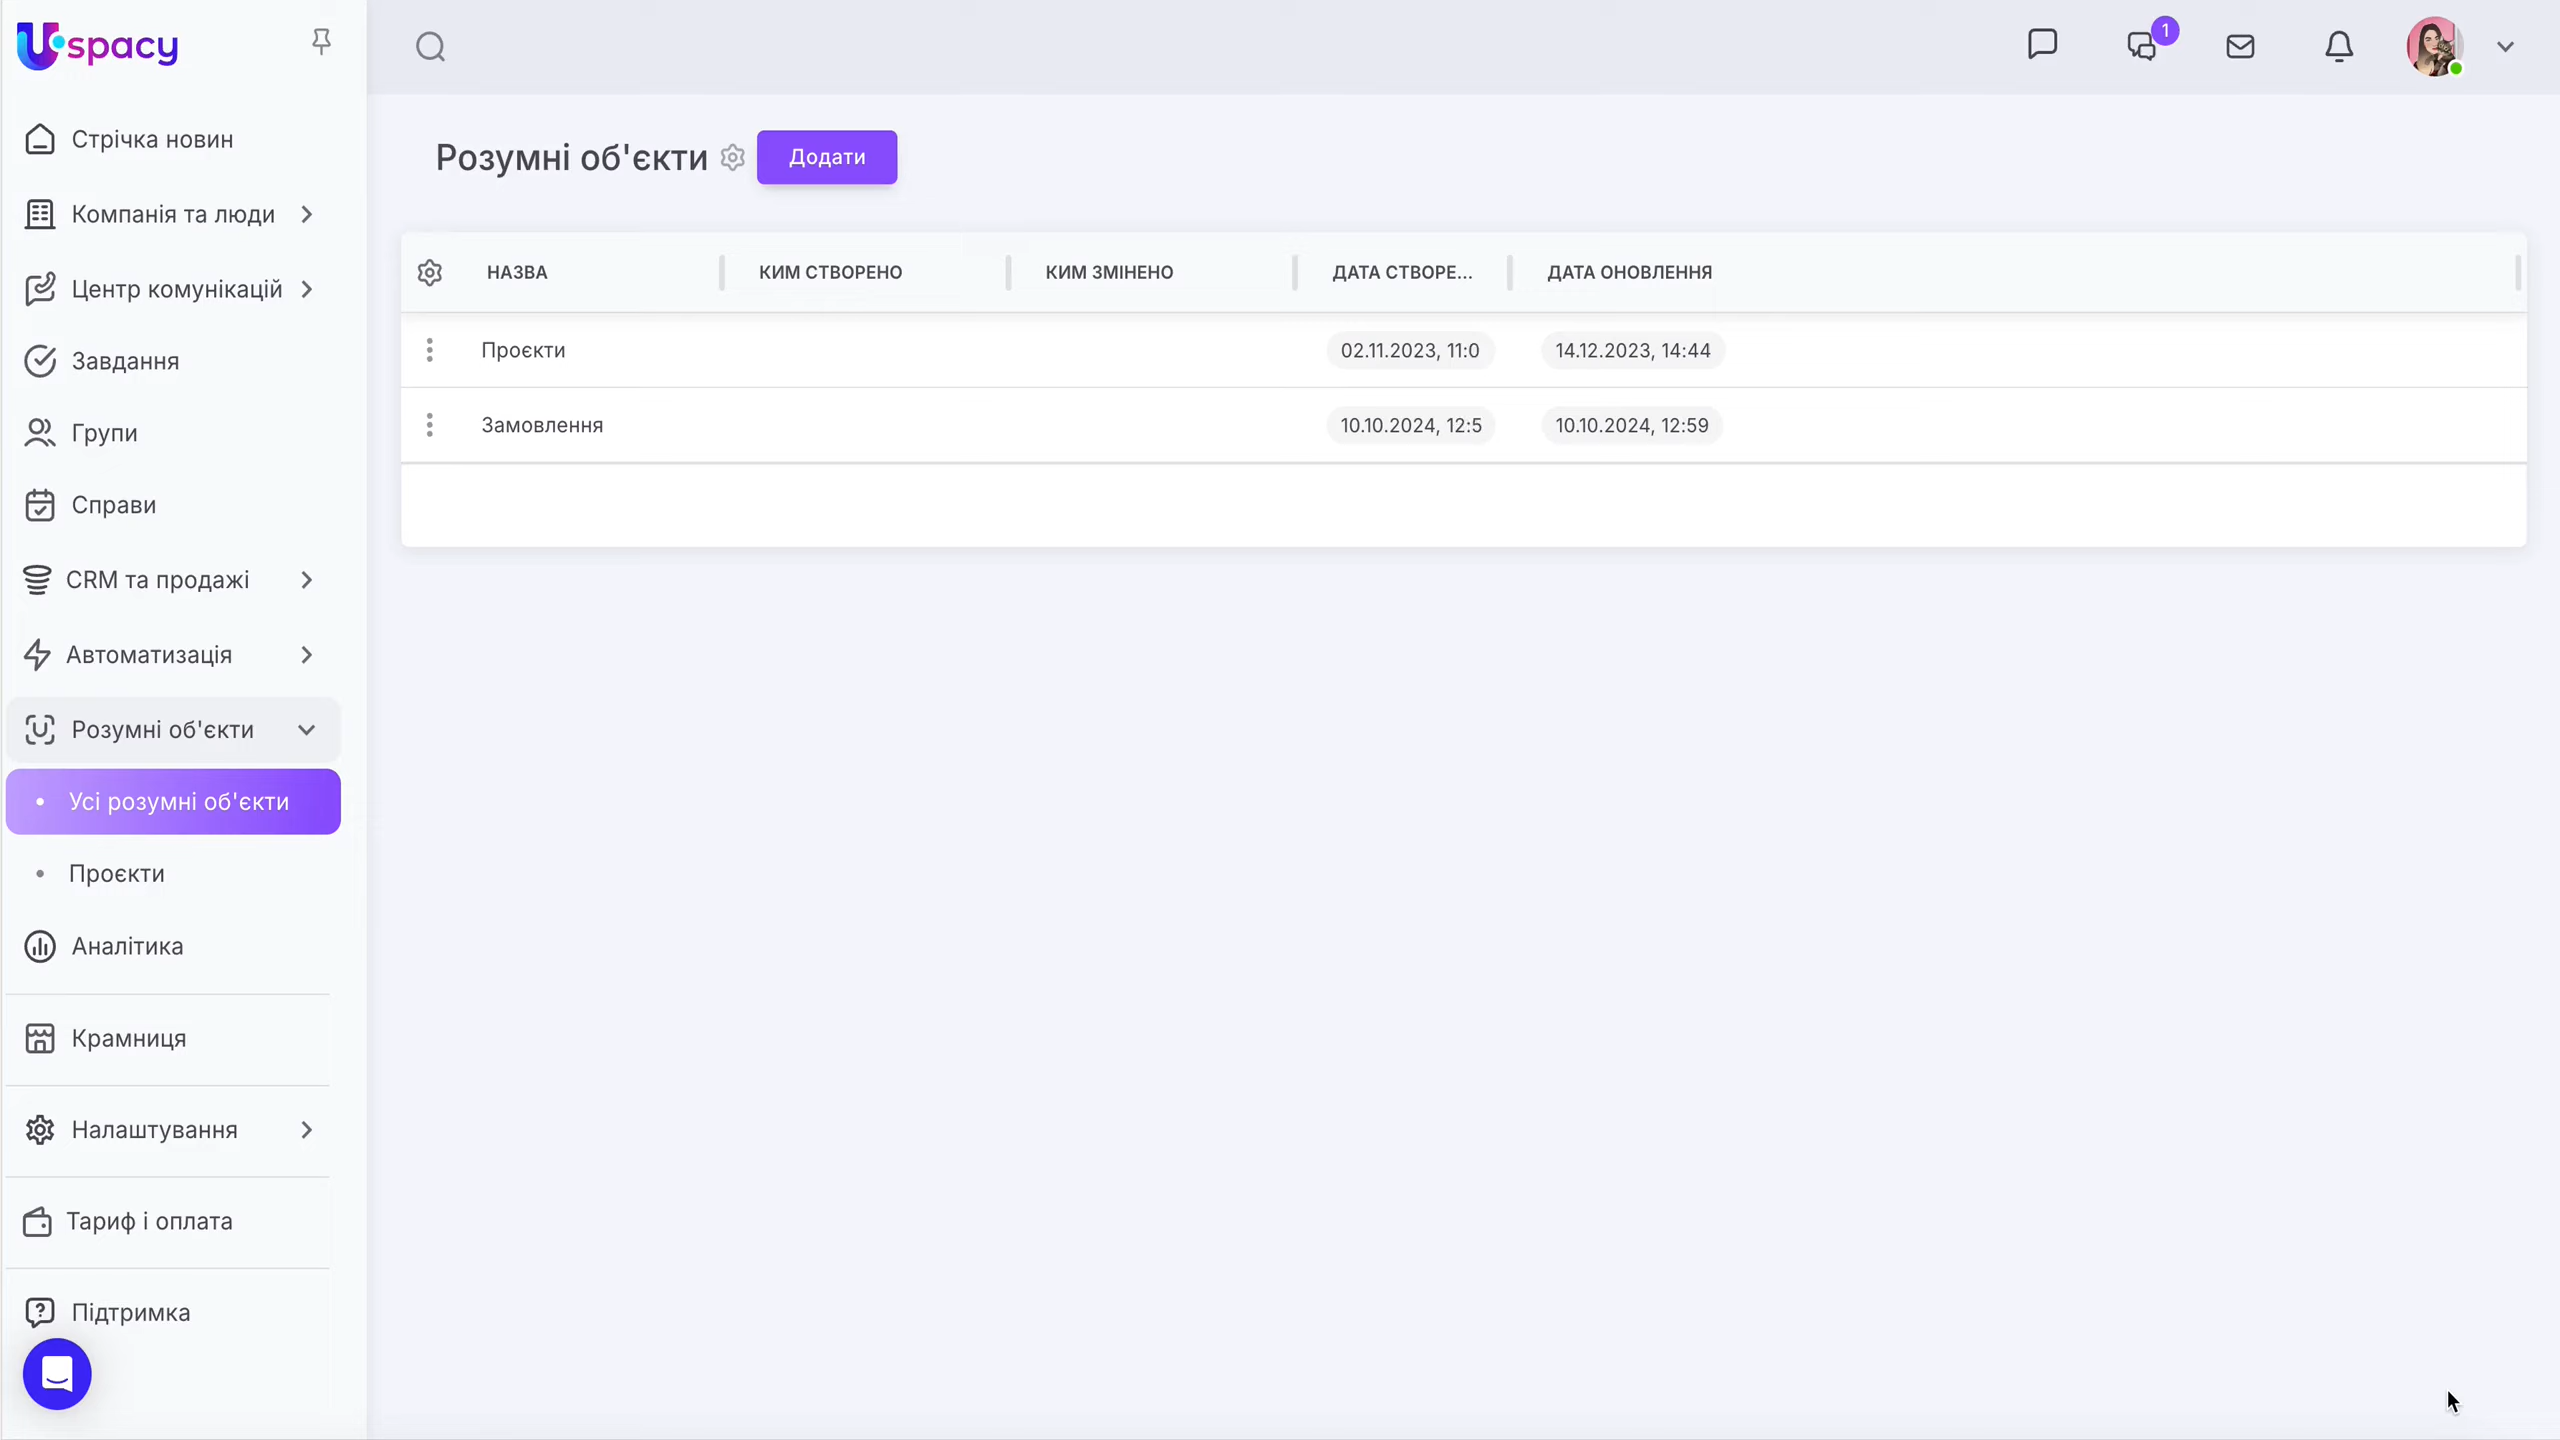 Uspacy
1
Стрічка новин
Компанія та люди
Центр комунікацій
Завдання
Групи
Справи
CRM та продажі
Автоматизація
Розумні об'єкти
Усі розумні об'єкти
Проєкти
Аналітика
Крамниця
Налаштування
Тариф і оплата
Підтримка
Розумні об'єкти
Додати
НАЗВА КИМ СТВОРЕНО КИМ ЗМІНЕНО ДАТА СТВОРЕ... ДАТА ОНОВЛЕННЯ
Проєкти 02.11.2023, 11:0 14.12.2023, 14:44
Замовлення 10.10.2024, 12:5 10.10.2024, 12:59